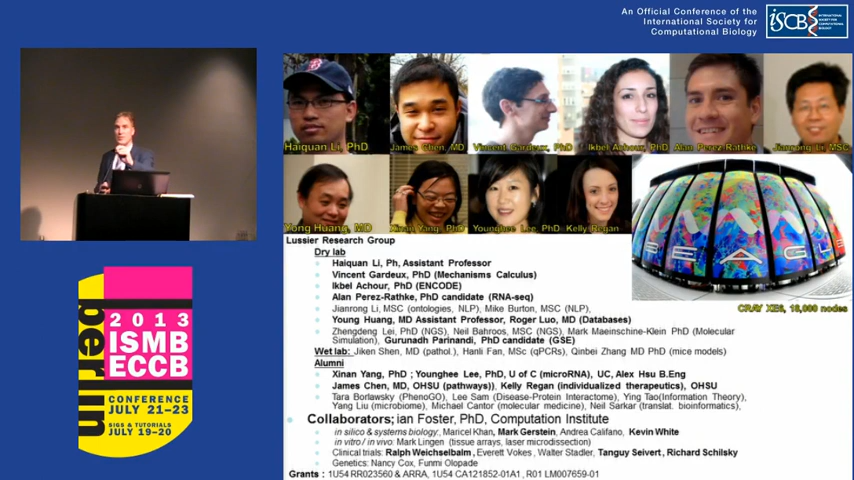 An Official Conference of the
International Society for
Computational Biology
ISCB
INTERNATIONAL
SOCIETY FOR
COMPUTATIONAL
BIOLOGY
Haiquan Li, PhD
James Chen, MD
Vincent Gardeux, PhD
Ikbel Achour, PhD
Alan Perez-Rathke
Jianrong Li, MSC
Yong Huang, MD
Xinan Yang, PhD
Younghee Lee, PhD
Kelly Regan
BEAGLE
CRAY XE6, 18,000 nodes
Lussier Research Group
Dry lab
Haiquan Li, Ph, Assistant Professor
Vincent Gardeux, PhD (Mechanisms Calculus)
Ikbel Achour, PhD (ENCODE)
Alan Perez-Rathke, PhD candidate (RNA-seq)
Jianrong Li, MSC (ontologies, NLP), Mike Burton, MSC (NLP),
Young Huang, MD Assistant Professor, Roger Luo, MD (Databases)
Zhengdeng Lei, PhD (NGS), Neil Bahroos, MSC (NGS), Mark Maeinschine-Klein PhD (Molecular
Simulation), Gurunadh Parinandi, PhD candidate (GSE)
Wet lab: Jiken Shen, MD (pathol.), Hanli Fan, MSc (qPCRs), Qinbei Zhang MD PhD (mice models)
Alumni
Xinan Yang, PhD ; Younghee Lee, PhD, U of C (microRNA), UC, Alex Hsu B.Eng
James Chen, MD, OHSU (pathways)), Kelly Regan (individualized therapeutics), OHSU
Tara Borlawsky (PhenoGO), Lee Sam (Disease-Protein Interactome), Ying Tao(Information Theory),
Yang Liu (microbiome), Michael Cantor (molecular medicine), Neil Sarkar (translat. bioinformatics),
Collaborators; ian Foster, PhD, Computation Institute
in silico & systems biology: Maricel Khan, Mark Gerstein, Andrea Califano, Kevin White
in vitro / in vivo: Mark Lingen (tissue arrays, laser microdissection)
Clinical trials: Ralph Weichselbalm, Everett Vokes, Walter Stadler, Tanguy Seivert, Richard Schilsky
Genetics: Nancy Cox, Funmi Olopade
Grants : 1U54 RR023560 & ARRA, 1U54 CA121852-01A1, R01 LM007659-01
berlin
2013
ISMB
ECCB
CONFERENCE
JULY 21–23
SIGS & TUTORIALS
JULY 19–20